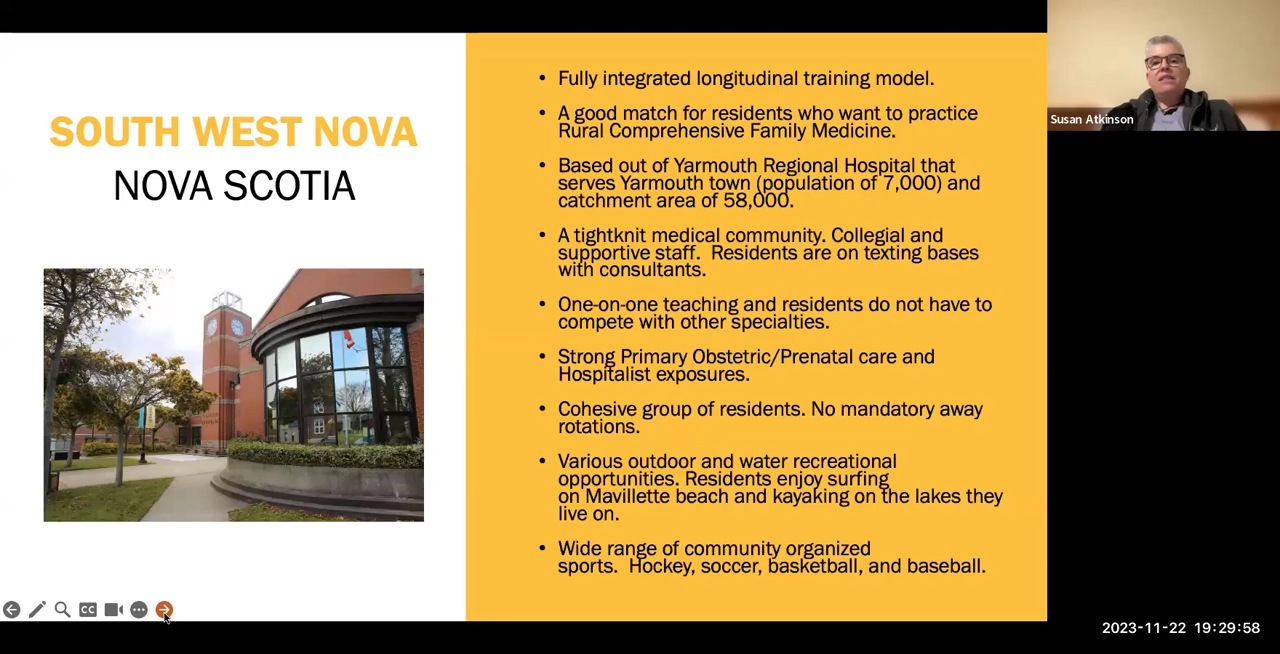 SOUTH WEST NOVA
NOVA SCOTIA
• Fully integrated longitudinal training model.
• A good match for residents who want to practice
Rural Comprehensive Family Medicine.
• Based out of Yarmouth Regional Hospital that
serves Yarmouth town (population of 7,000) and
catchment area of 58,000.
• A tightknit medical community. Collegial and
supportive staff.  Residents are on texting bases
with consultants.
• One-on-one teaching and residents do not have to
compete with other specialties.
• Strong Primary Obstetric/Prenatal care and
Hospitalist exposures.
• Cohesive group of residents. No mandatory away
rotations.
• Various outdoor and water recreational
opportunities. Residents enjoy surfing
on Mavillette beach and kayaking on the lakes they
live on.
• Wide range of community organized
sports.  Hockey, soccer, basketball, and baseball.
CC
Susan Atkinson
2023-11-22 19:29:58